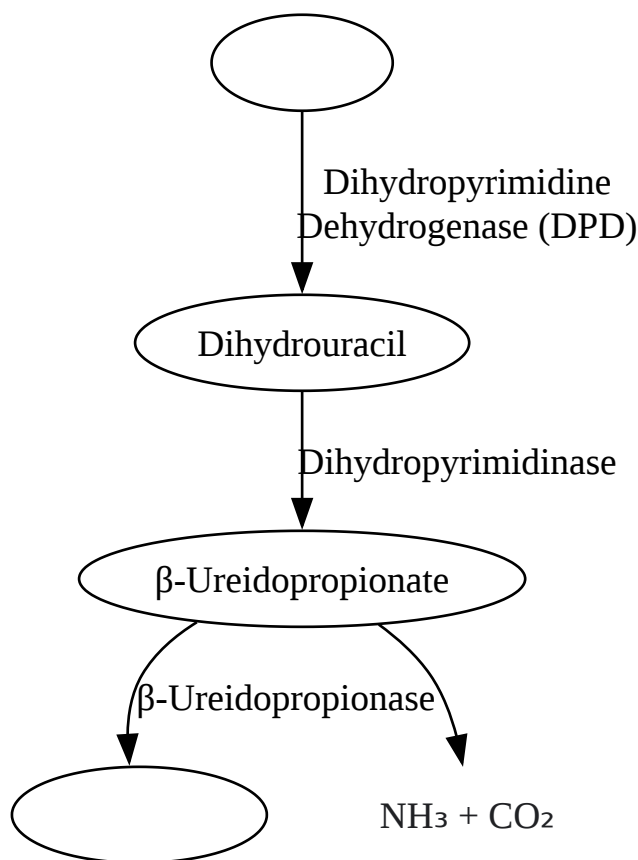 Dihydropyrimidine
Dehydrogenase (DPD)
Dihydrouracil
Dihydropyrimidinase
β-Ureidopropionate
β-Ureidopropionase
NH₃ + CO₂